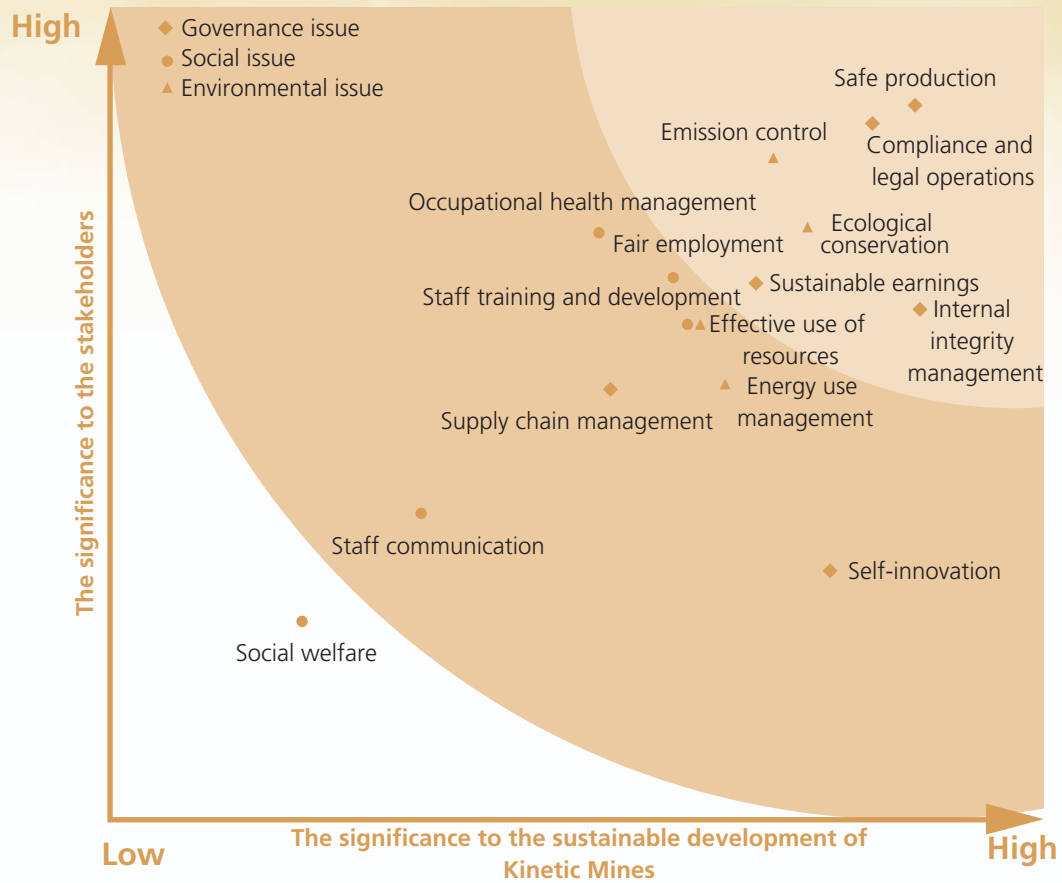 High
Governance issue
Social issue
Environmental issue
Safe production
Emission control
Compliance and
legal operations
Occupational health management
Ecological
conservation
Fair employment
Sustainable earnings
Staff training and development
Internal
integrity
management
Effective use of
resources
Energy use
management
Supply chain management
Staff communication
Self-innovation
Social welfare
The significance to the stakeholders
Low
The significance to the sustainable development of
Kinetic Mines
High